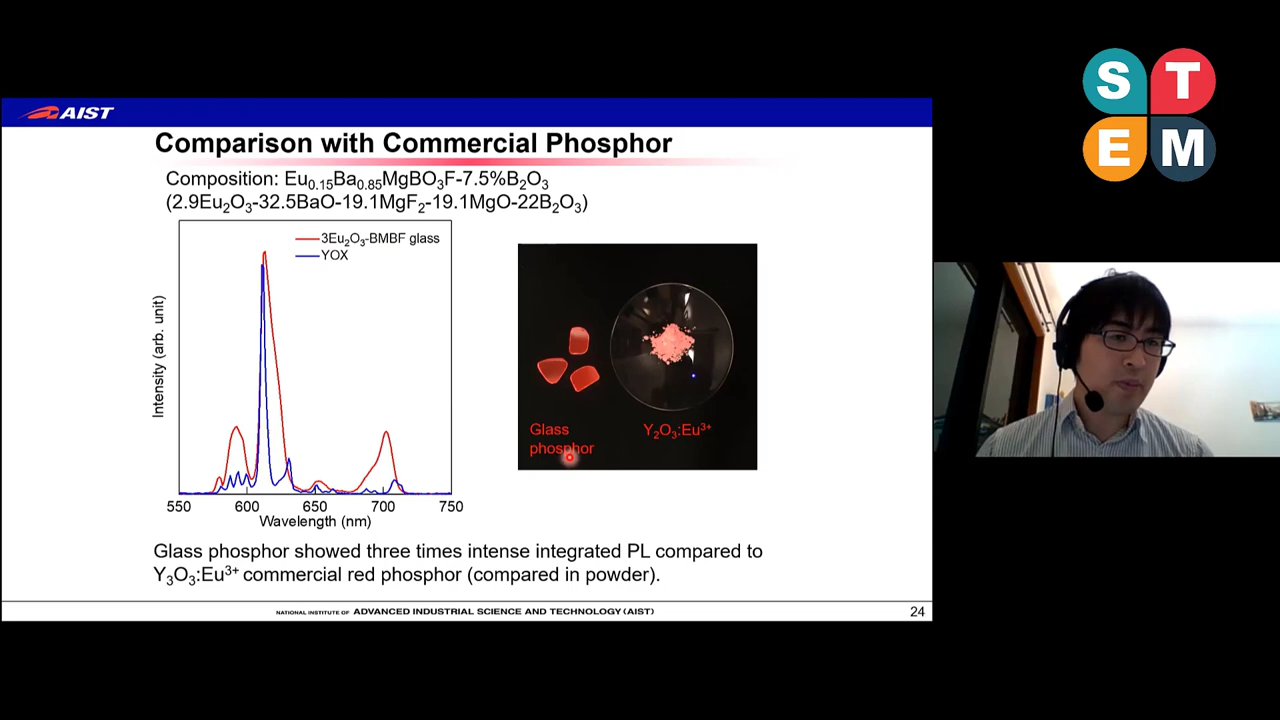 AIST
Comparison with Commercial Phosphor
Composition: Eu₀.₁₅Ba₀.₈₅MgBO₃F-7.5%B₂O₃
(2.9Eu₂O₃-32.5BaO-19.1MgF₂-19.1MgO-22B₂O₃)
3Eu₂O₃-BMBF glass
YOX
Intensity (arb. unit)
550 600 650 700 750
Wavelength (nm)
Glass
phosphor
Y₂O₃:Eu³⁺
Glass phosphor showed three times intense integrated PL compared to
Y₃O₃:Eu³⁺ commercial red phosphor (compared in powder).
NATIONAL INSTITUTE OF ADVANCED INDUSTRIAL SCIENCE AND TECHNOLOGY (AIST)
24
S T
E M